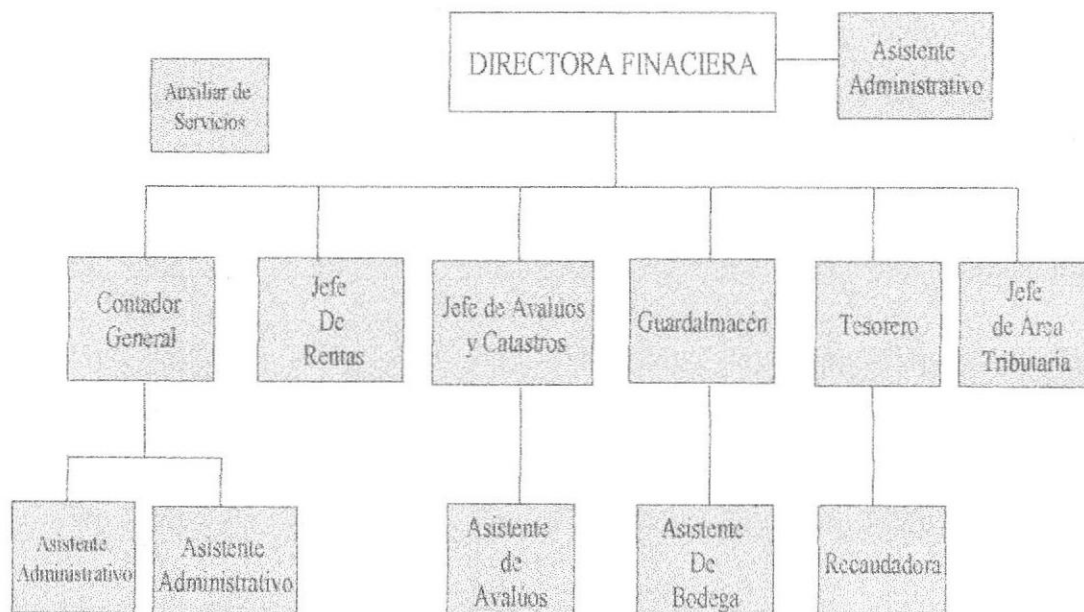 DIRECTORA FINACIERA
Asistente
Administrativo
Auxiliar de
Servicios
Contador
General
Jefe
De
Rentas
Jefe de Avaluos
y Catastros
Guardalmacén
Tesorero
Jefe
de Area
Tributaria
Asistente
Administrativo
Asistente
Administrativo
Asistente
de
Avaluos
Asistente
De
Bodega
Recaudadora